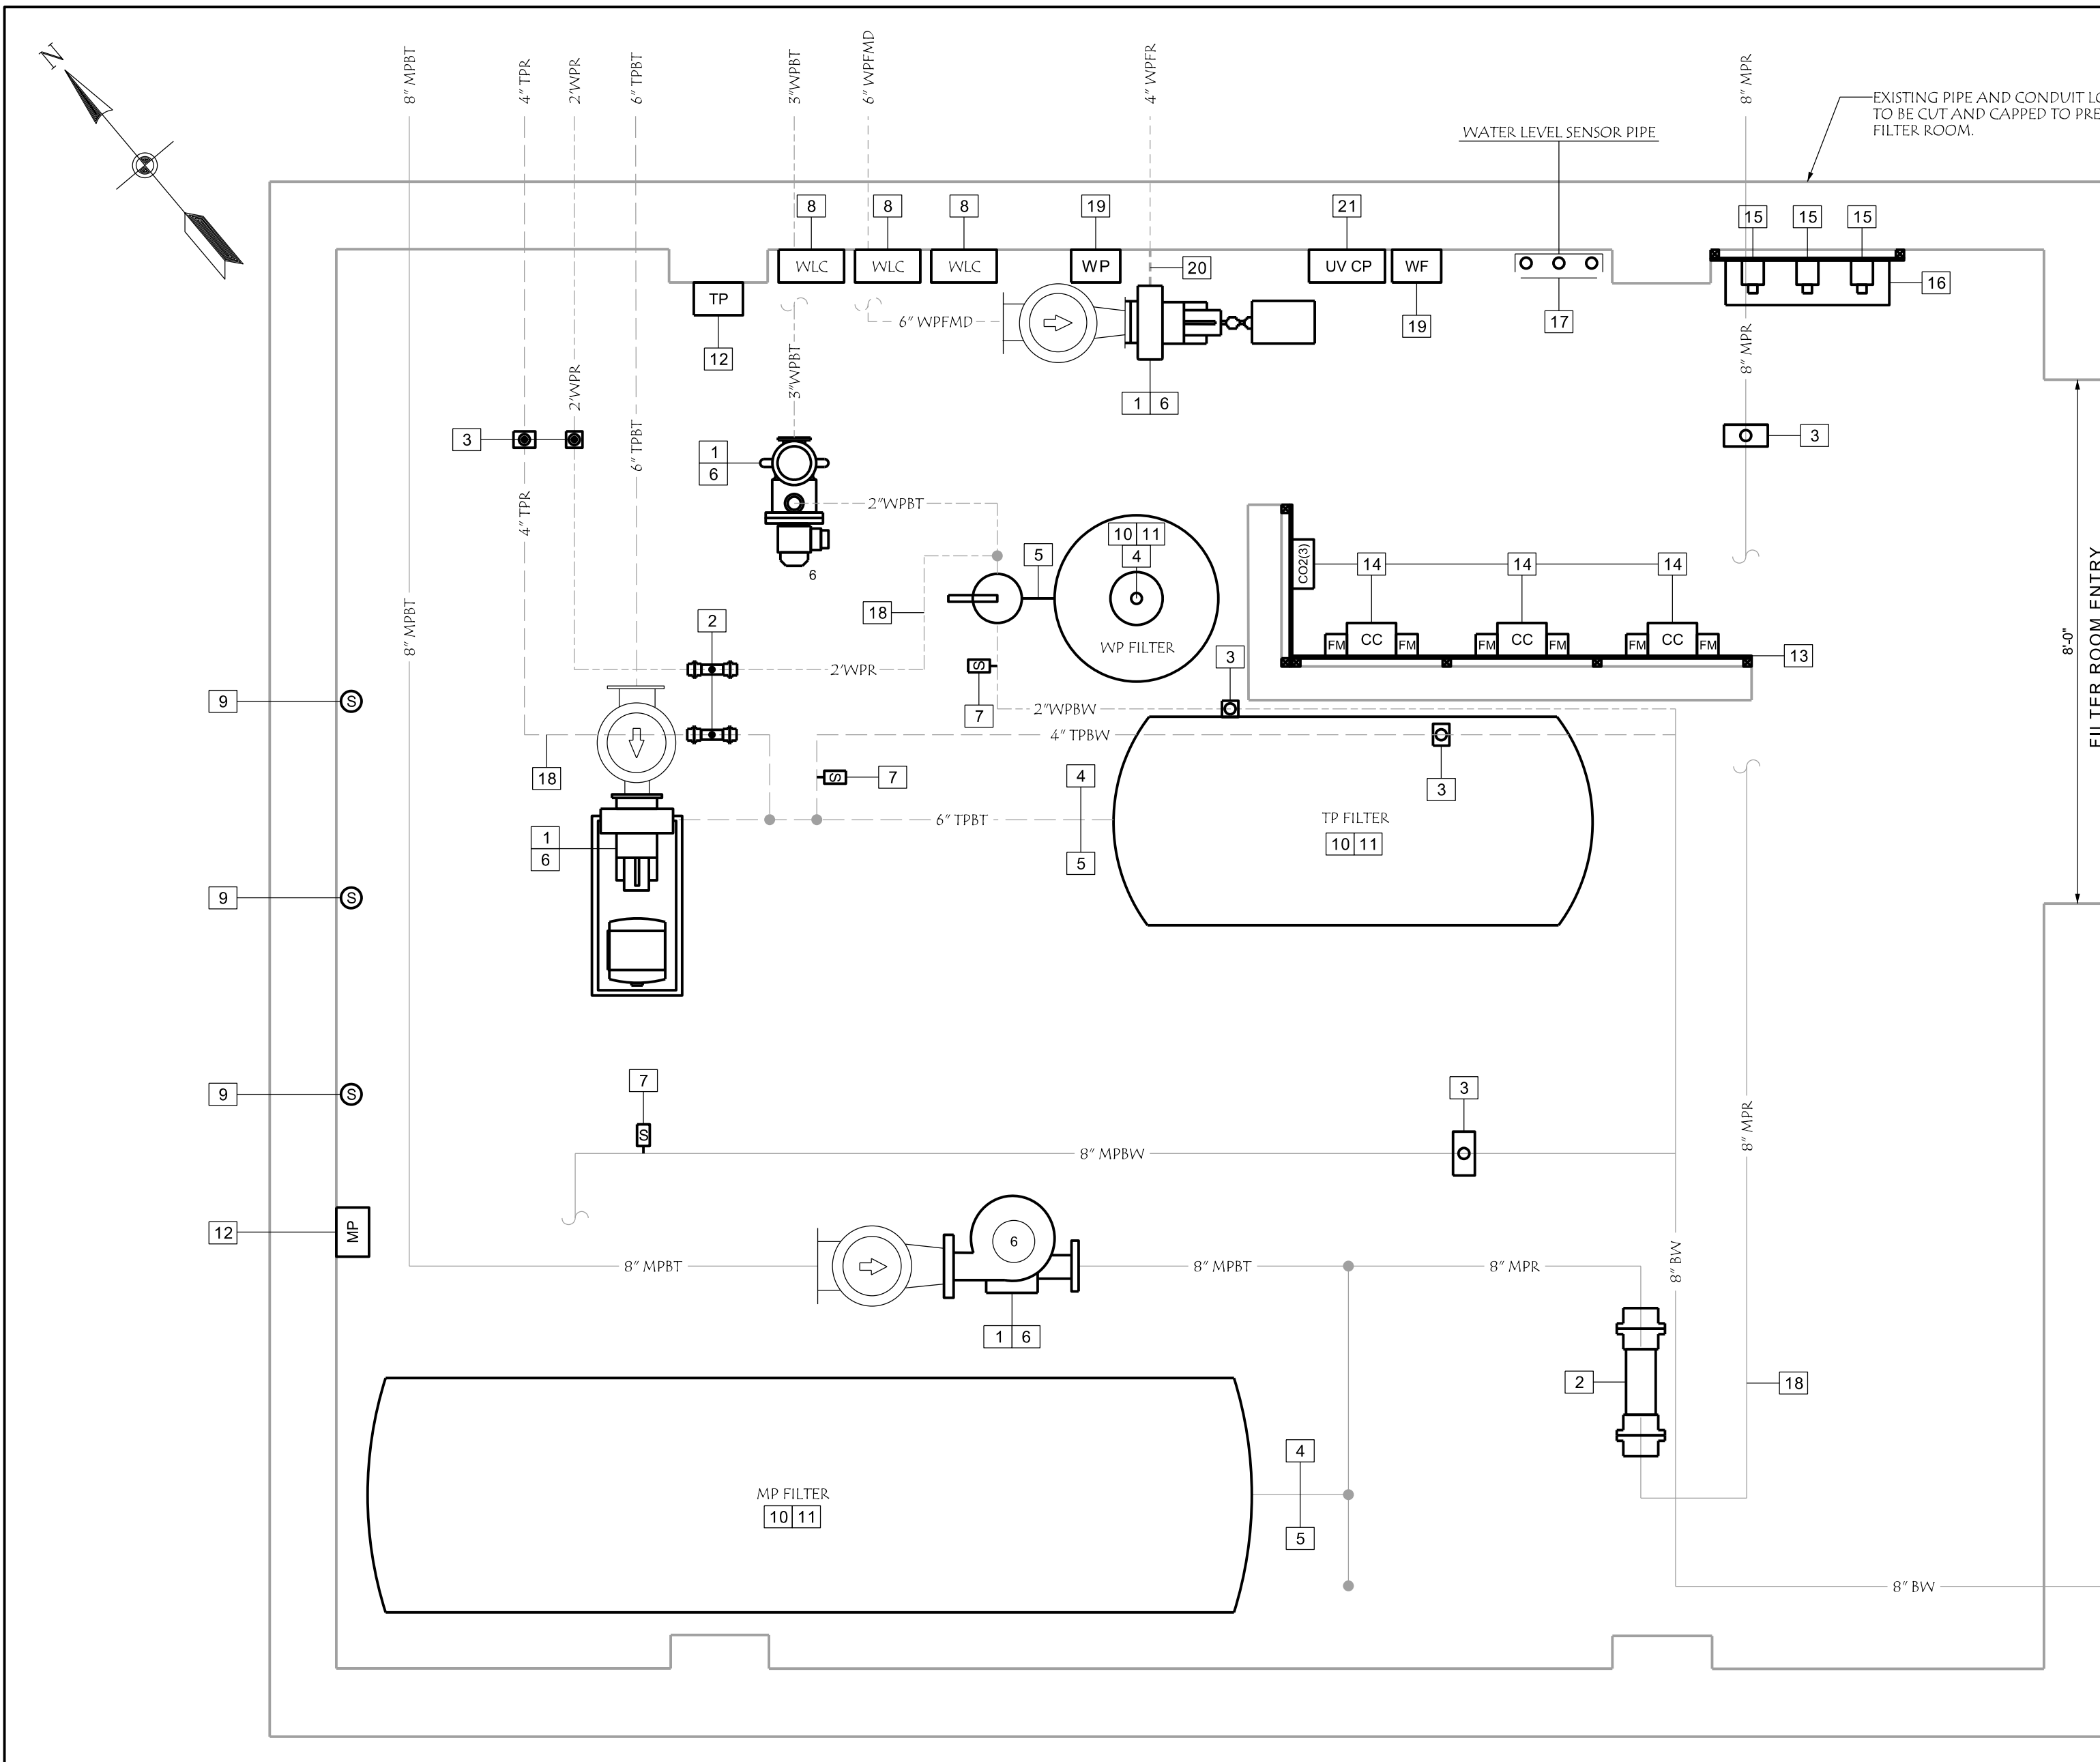 N
8" MPBT
4" TPR
2"WPR
6" TPBT
3"WPBT
6" WPFMD
4" WPFR
8" MPR
EXISTING PIPE AND CONDUIT
TO BE CUT AND CAPPED TO
FILTER ROOM.
WATER LEVEL SENSOR PIPE
8
8
8
19
21
15
15
15
WLC
WLC
WLC
WP
20
UV CP
WF
16
TP
6" WPFMD
19
17
12
3"WPBT
8" MPR
2"WPR
1 6
3
6" TPBT
1
6
3
4" TPR
2"WPBT
10 11
4
5
CO2(3)
14
14
14
6
18
2
WP FILTER
FM CC FM
FM CC FM
FM CC FM
13
8'-0"
FILTER ROOM ENTRY
8" MPBT
2"WPR
S
7
3
9
S
2"WPBW
4" TPBW
18
S
7
4
3
6" TPBT
TP FILTER
10 11
1
6
5
9
S
9
S
7
S
3
8" MPR
8" MPBW
12
MP
6
8" BW
8" MPBT
8" MPBT
8" MPR
1 6
2
18
4
MP FILTER
10 11
5
8" BW